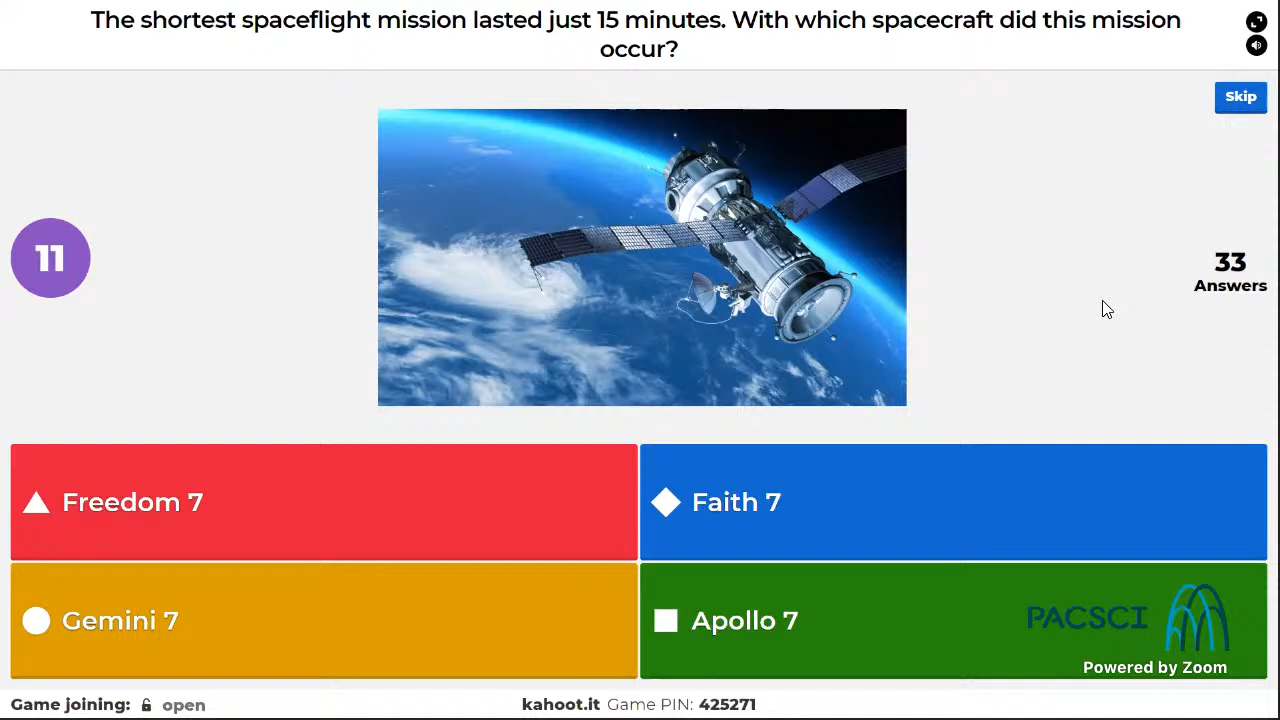 The shortest spaceflight mission lasted just 15 minutes. With which spacecraft did this mission
occur?
Skip
11
33
Answers
Freedom 7
Faith 7
Gemini 7
Apollo 7
PACSCI
Powered by Zoom
Game joining: open
kahoot.it Game PIN: 425271